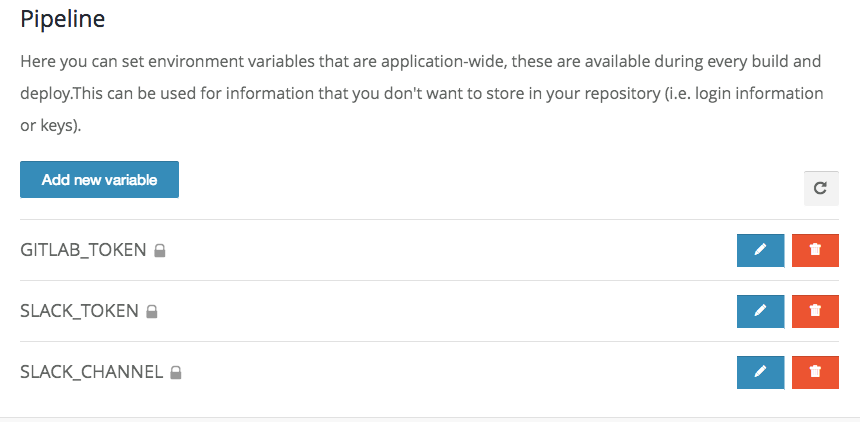 Pipeline
Here you can set environment variables that are application-wide, these are available during every build and
deploy.This can be used for information that you don't want to store in your repository (i.e. login information
or keys).
Add new variable
GITLAB_TOKEN
SLACK_TOKEN
SLACK_CHANNEL